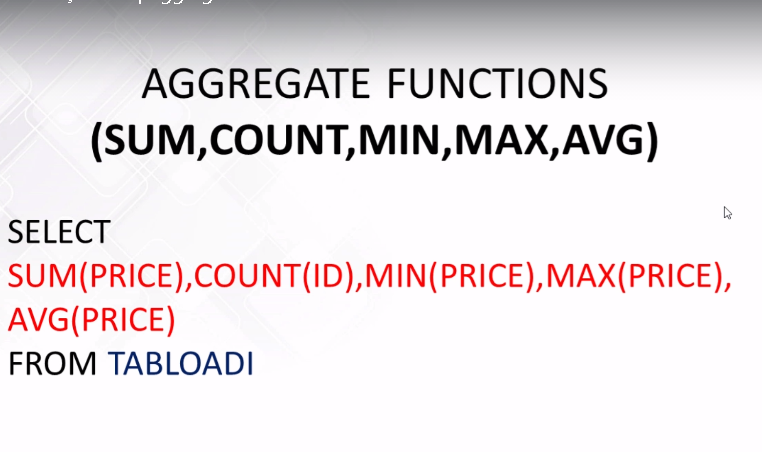 AGGREGATE FUNCTIONS
(SUM,COUNT,MIN,MAX,AVG)
SELECT
SUM(PRICE),COUNT(ID),MIN(PRICE),MAX(PRICE),
AVG(PRICE)
FROM TABLOADI